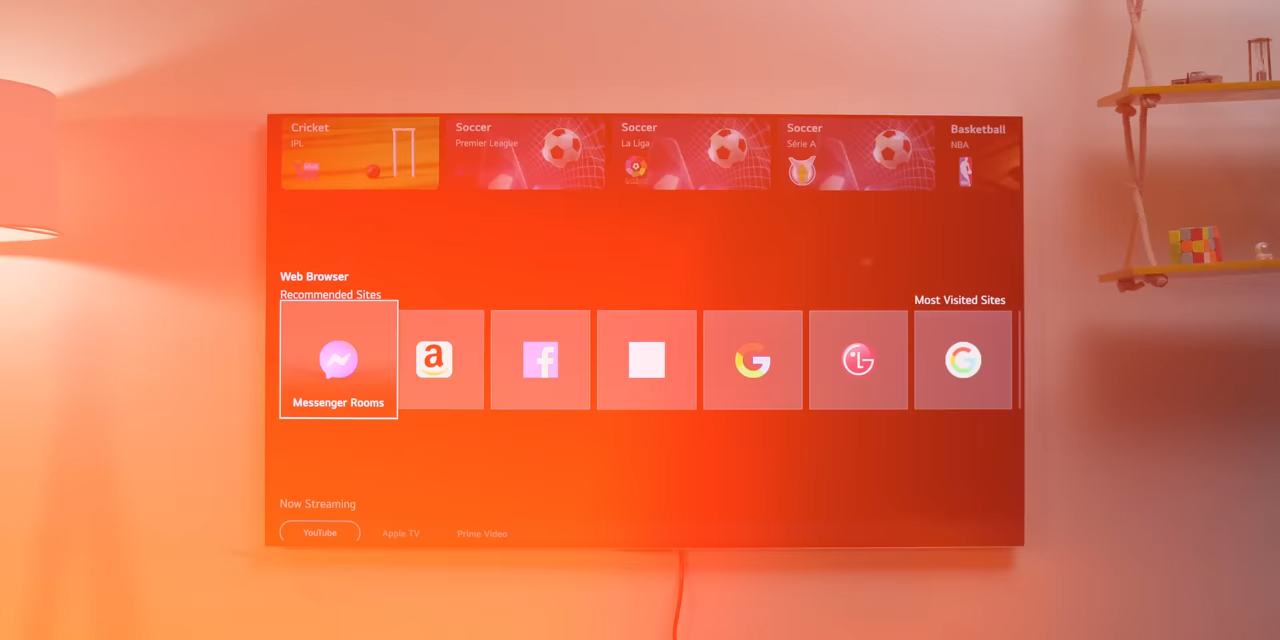 Cricket
IPL
Soccer
Premier League
Soccer
La Liga
Soccer
Série A
Basketball
NBA
Web Browser
Recommended Sites
Most Visited Sites
a
f
G
LG
G
Messenger Rooms
Now Streaming
YouTube
Apple TV
Prime Video